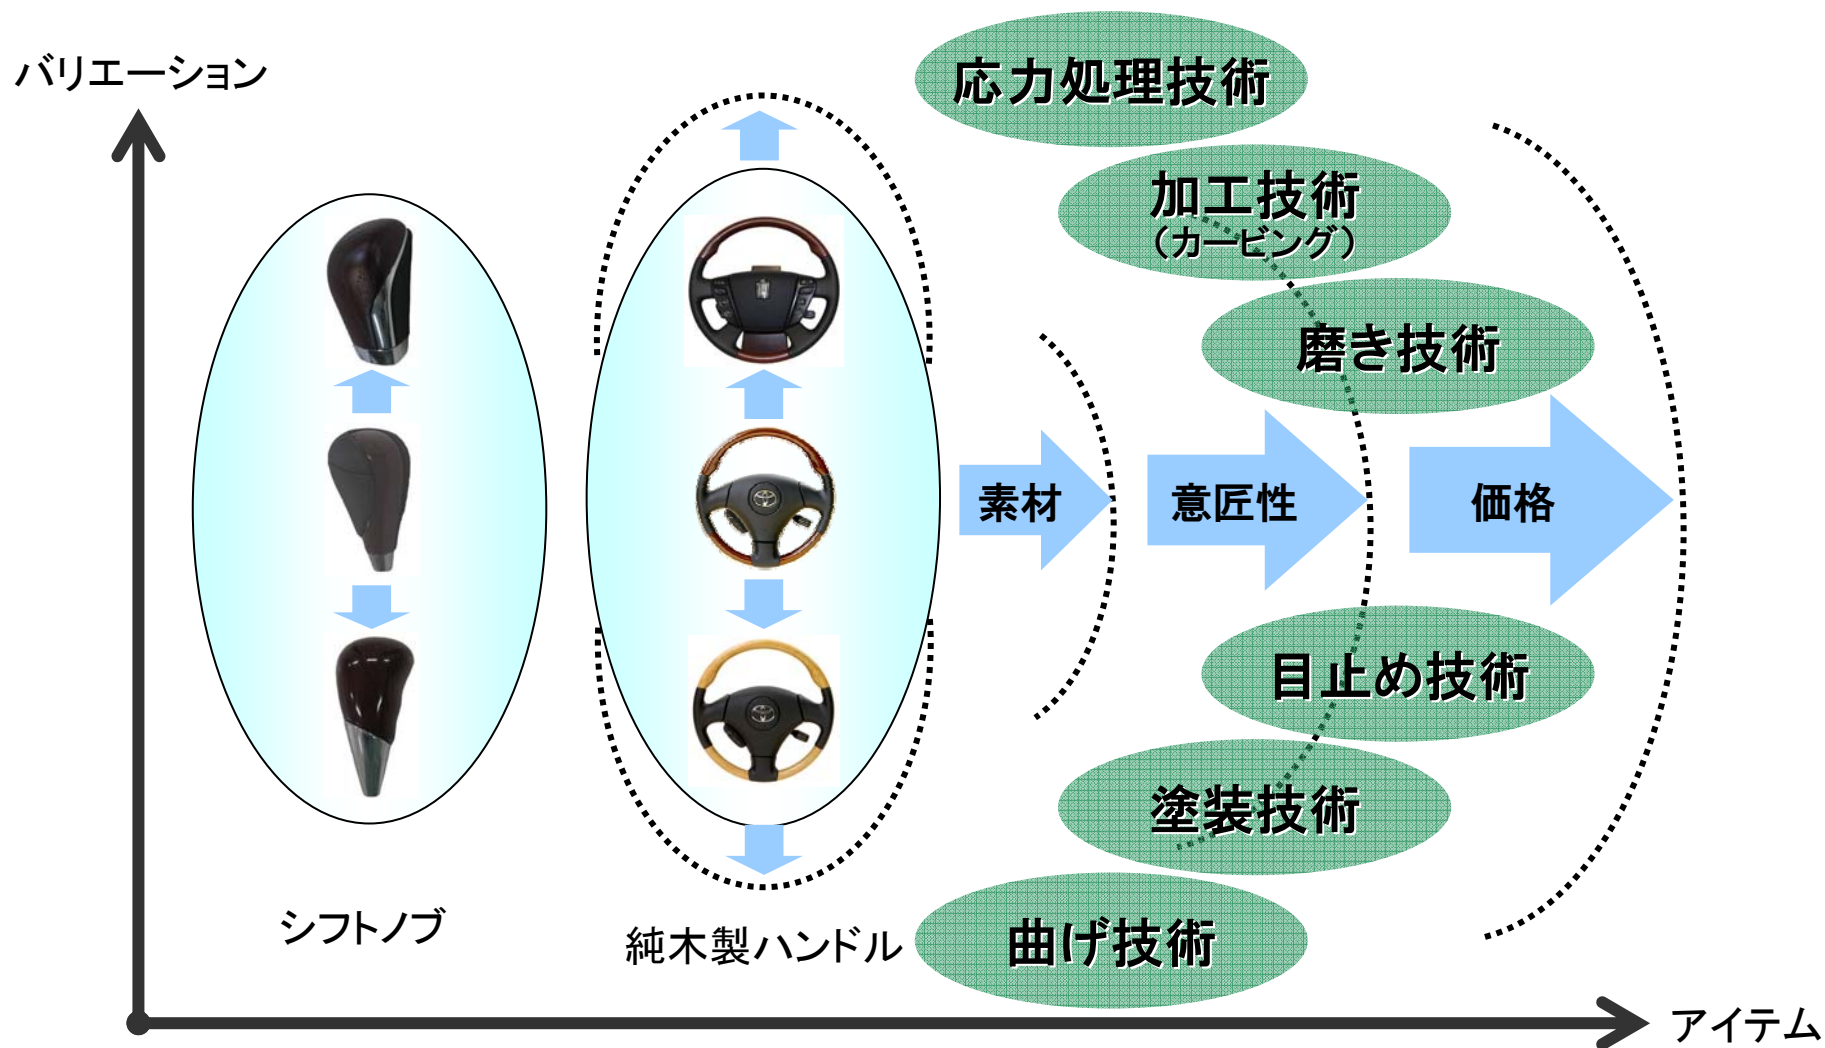 バリエーション
応力処理技術
加工技術
（カービング）
磨き技術
素材
意匠性
価格
目止め技術
塗装技術
曲げ技術
シフトノブ
純木製ハンドル
アイテム